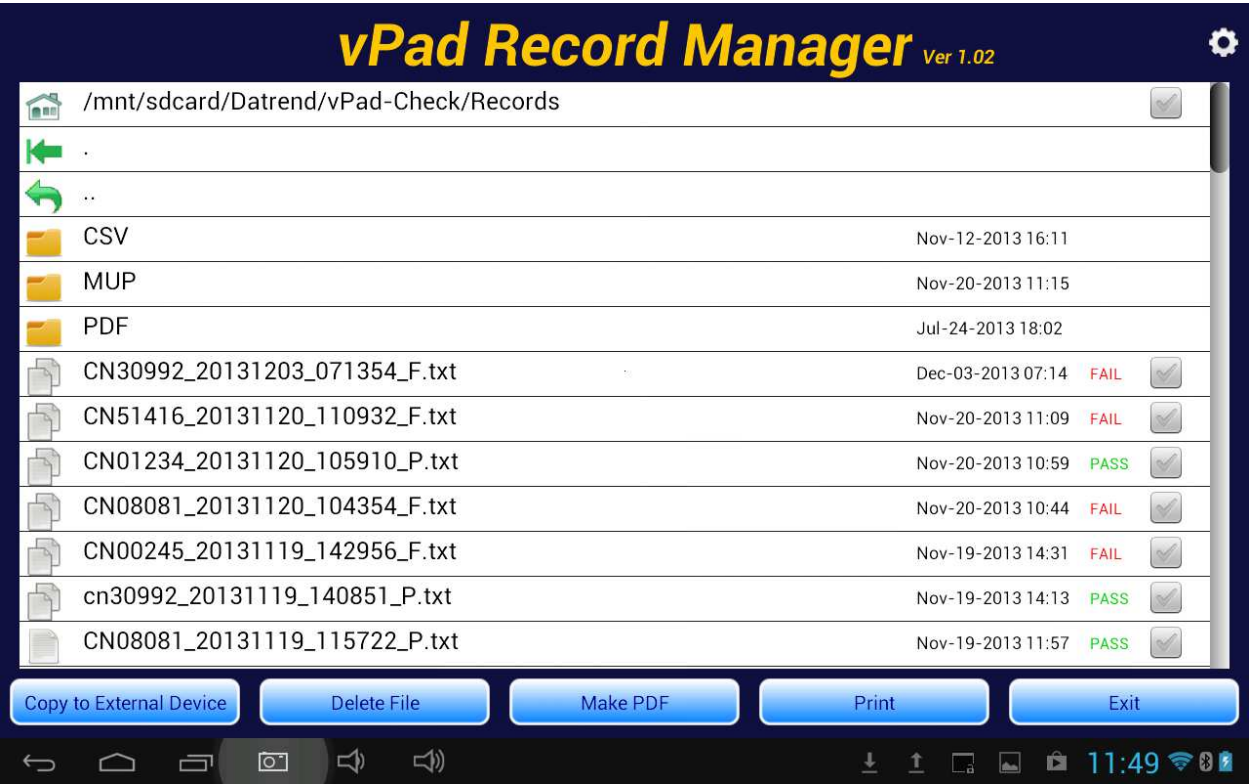 vPad Record Manager Ver 1.02
/mnt/sdcard/Datrend/vPad-Check/Records
.
..
CSV Nov-12-2013 16:11
MUP Nov-20-2013 11:15
PDF Jul-24-2013 18:02
CN30992_20131203_071354_F.txt Dec-03-2013 07:14 FAIL
CN51416_20131120_110932_F.txt Nov-20-2013 11:09 FAIL
CN01234_20131120_105910_P.txt Nov-20-2013 10:59 PASS
CN08081_20131120_104354_F.txt Nov-20-2013 10:44 FAIL
CN00245_20131119_142956_F.txt Nov-19-2013 14:31 FAIL
cn30992_20131119_140851_P.txt Nov-19-2013 14:13 PASS
CN08081_20131119_115722_P.txt Nov-19-2013 11:57 PASS
Copy to External Device Delete File Make PDF Print Exit
11:49